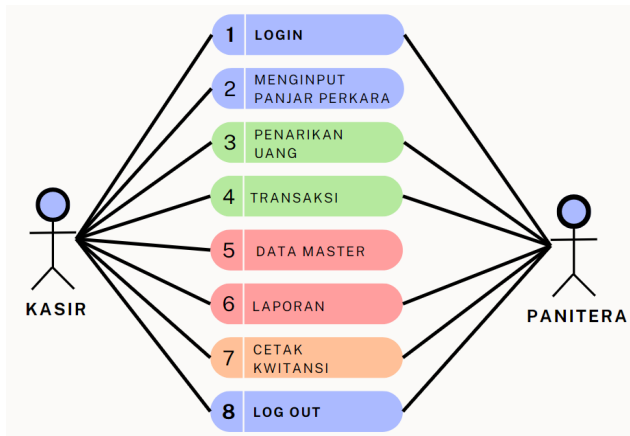 1 LOGIN
2 MENGINPUT
PANJAR PERKARA
3 PENARIKAN
UANG
4 TRANSAKSI
5 DATA MASTER
6 LAPORAN
7 CETAK
KWITANSI
8 LOG OUT
KASIR
PANITERA